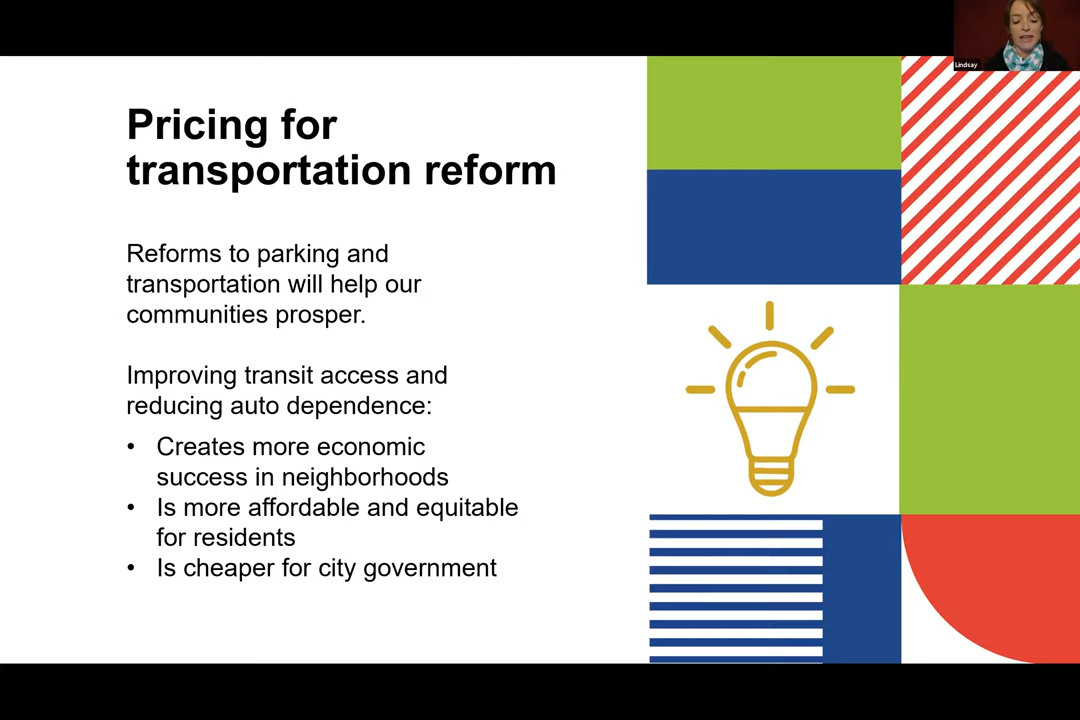 Lindsay
Pricing for
transportation reform
Reforms to parking and
transportation will help our
communities prosper.
Improving transit access and
reducing auto dependence:
• Creates more economic
success in neighborhoods
• Is more affordable and equitable
for residents
• Is cheaper for city government